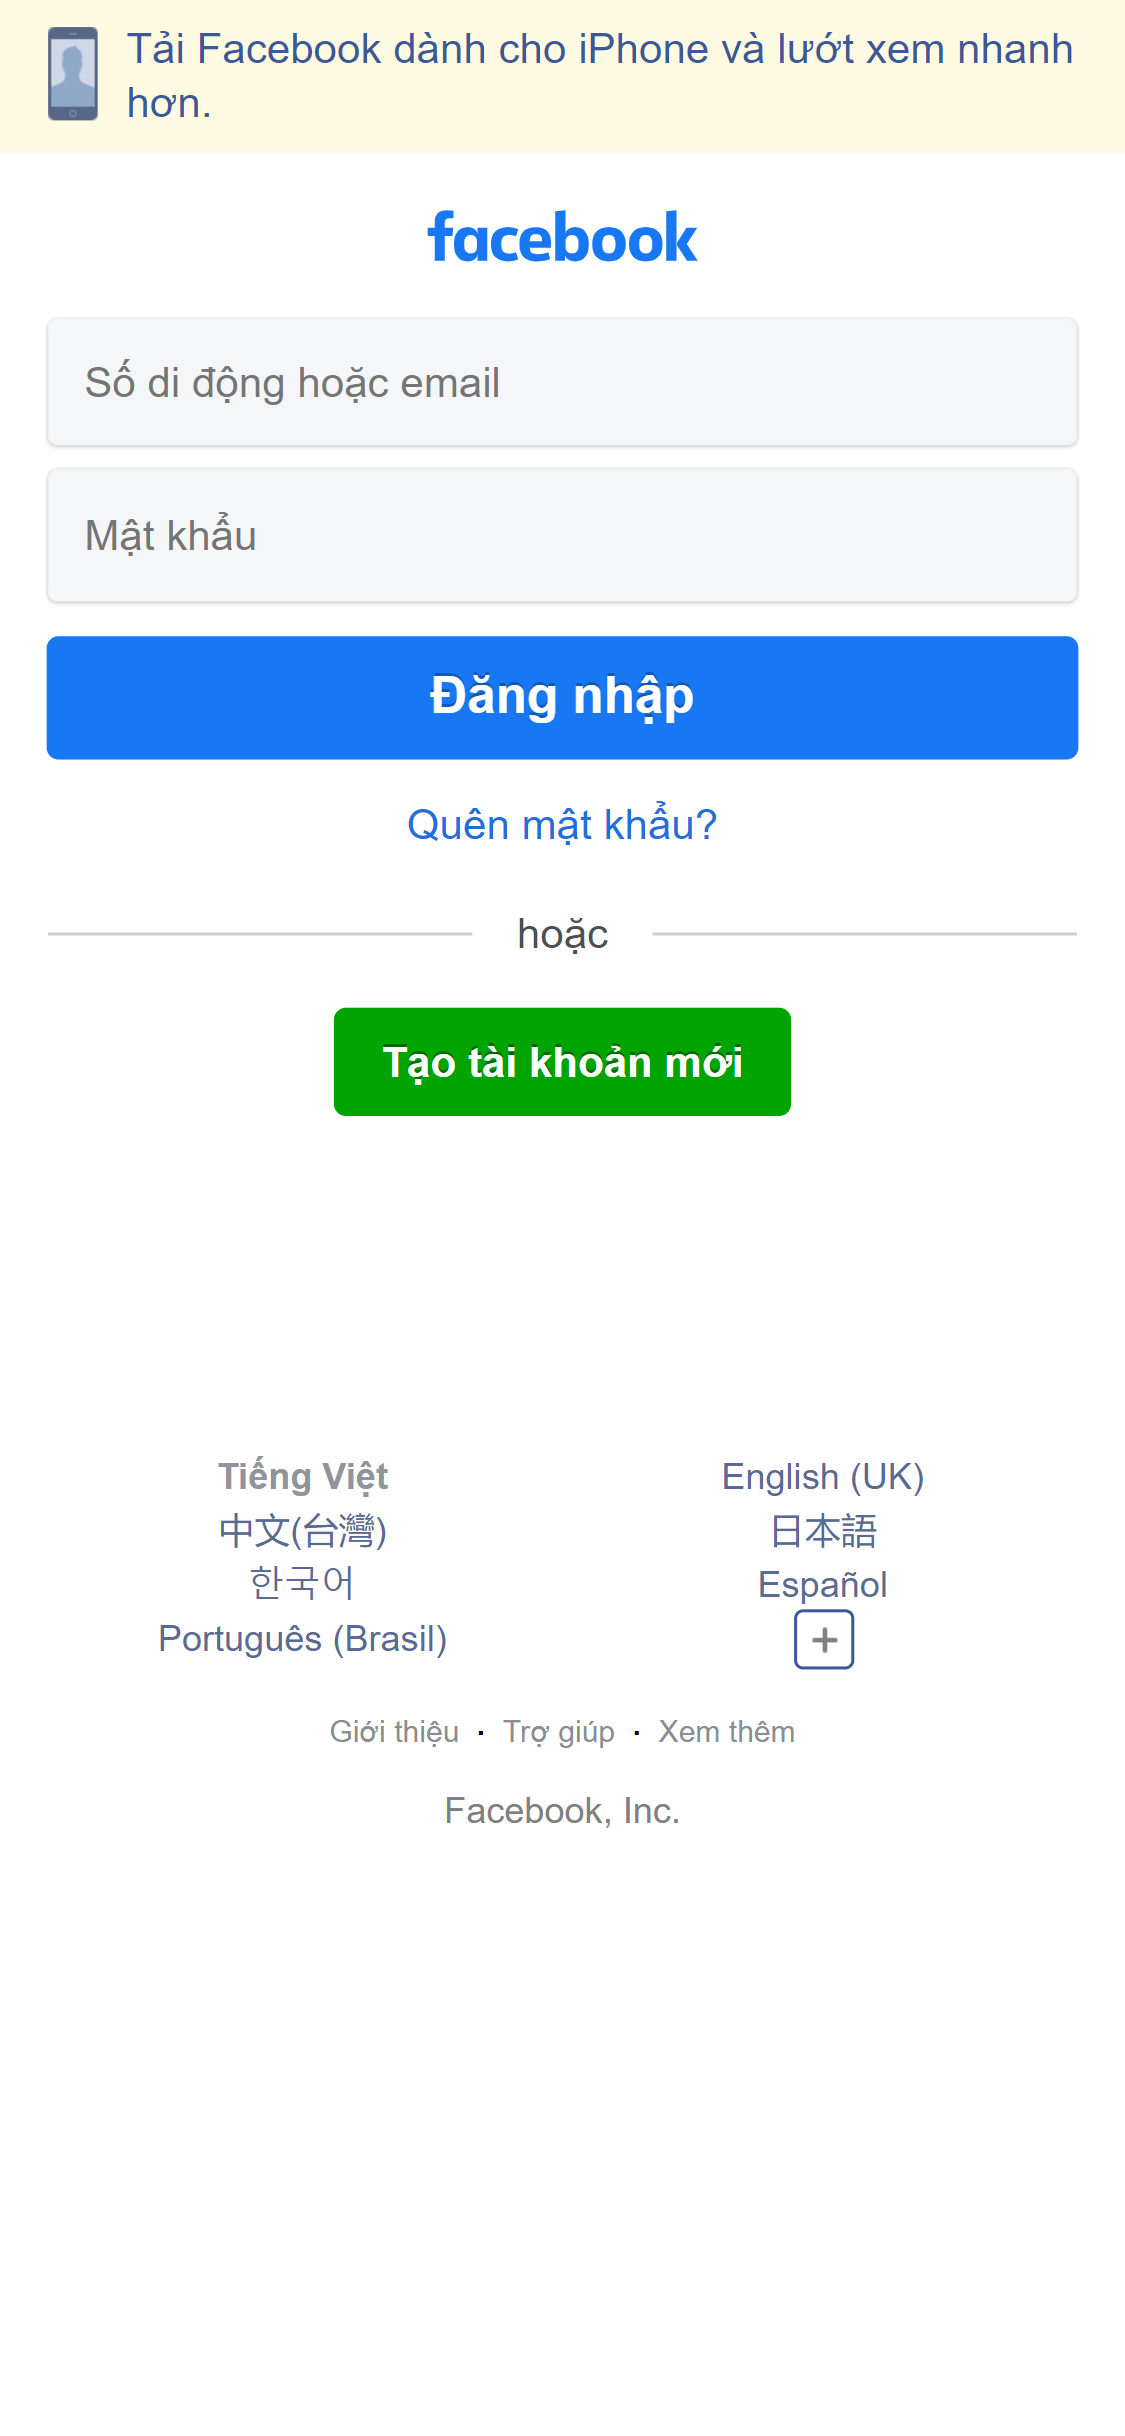 Tải Facebook dành cho iPhone và lướt xem nhanh
hơn.
facebook
Số di động hoặc email
Mật khẩu
Đăng nhập
Quên mật khẩu?
hoặc
Tạo tài khoản mới
Tiếng Việt
English (UK)
中文(台灣)
日本語
한국어
Español
Português (Brasil)
Giới thiệu · Trợ giúp · Xem thêm
Facebook, Inc.